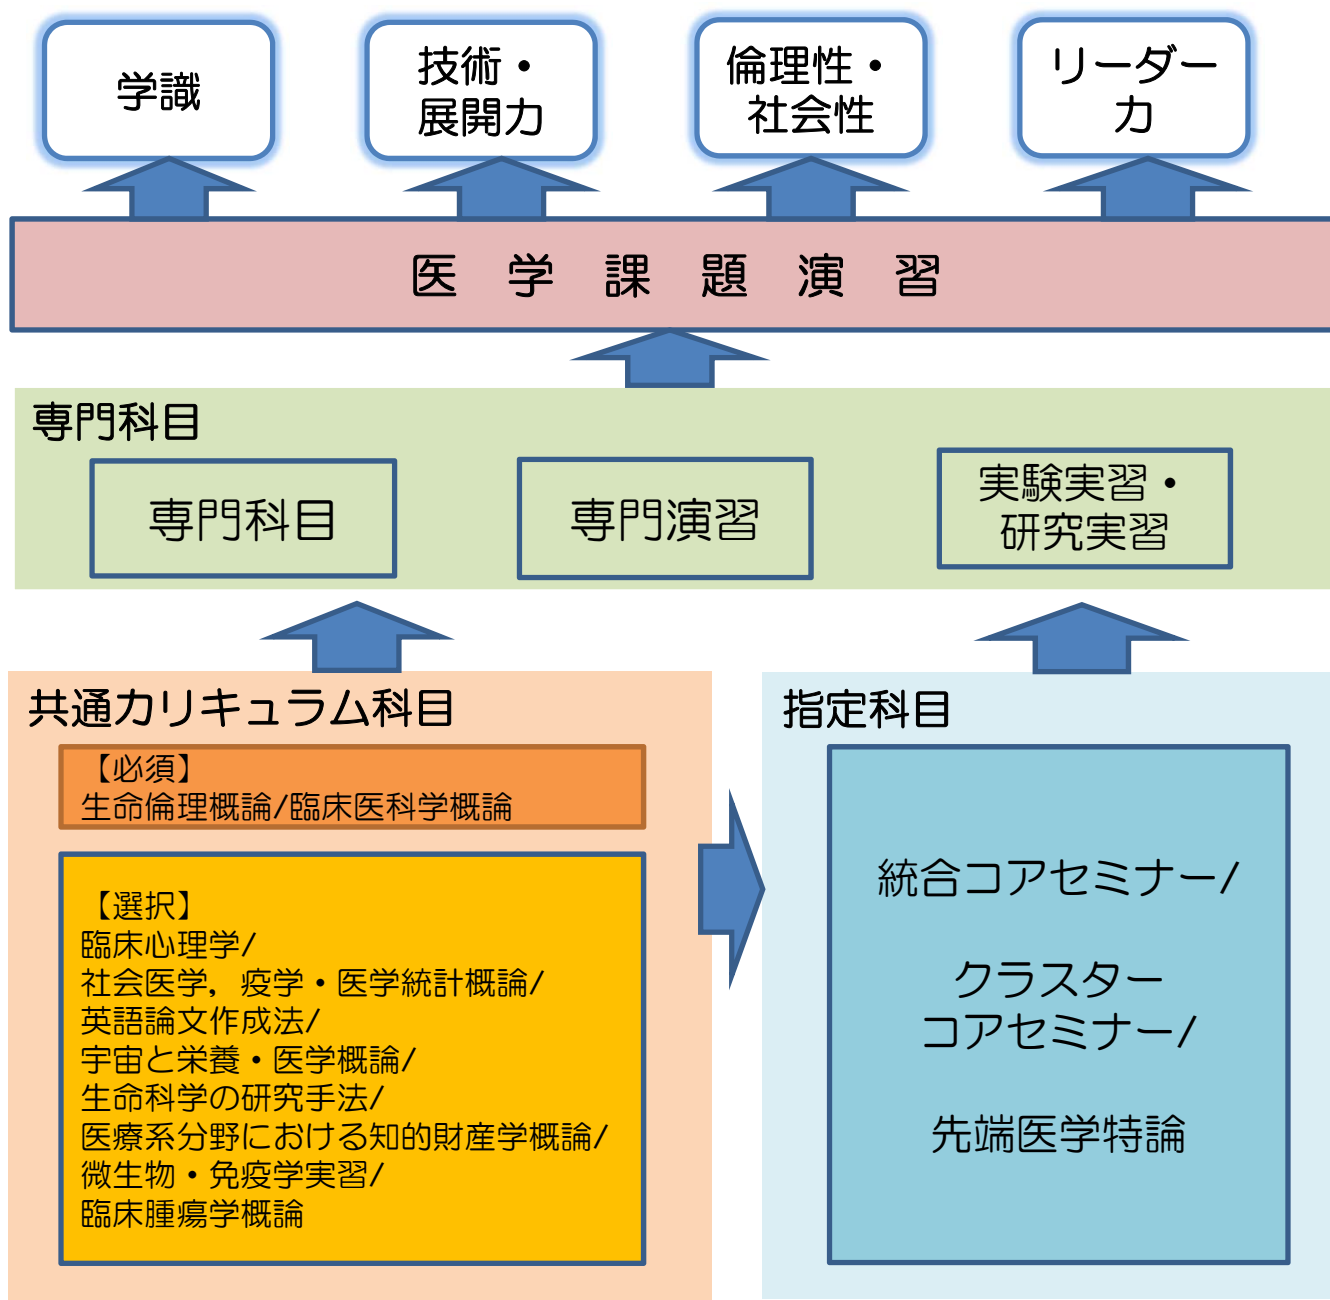 学識
技術・
展開力
倫理性・
社会性
リーダー
力
医学課題演習
専門科目
専門科目
専門演習
実験実習・
研究実習
共通カリキュラム科目
【必須】
生命倫理概論/臨床医科学概論
【選択】
臨床心理学/
社会医学，疫学・医学統計概論/
英語論文作成法/
宇宙と栄養・医学概論/
生命科学の研究手法/
医療系分野における知的財産学概論/
微生物・免疫学実習/
臨床腫瘍学概論
指定科目
統合コアセミナー/
クラスター
コアセミナー/
先端医学特論